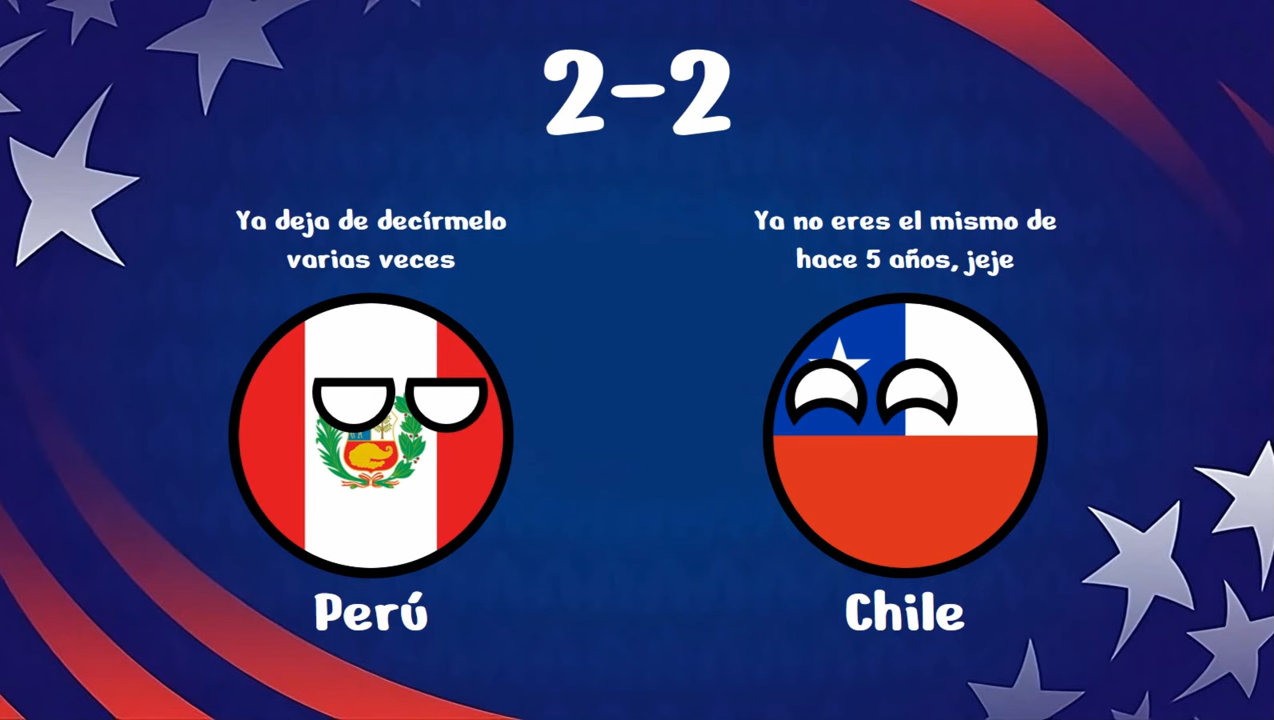 2-2
Ya deja de decírmelo
varias veces
Ya no eres el mismo de
hace 5 años, jeje
Perú
Chile